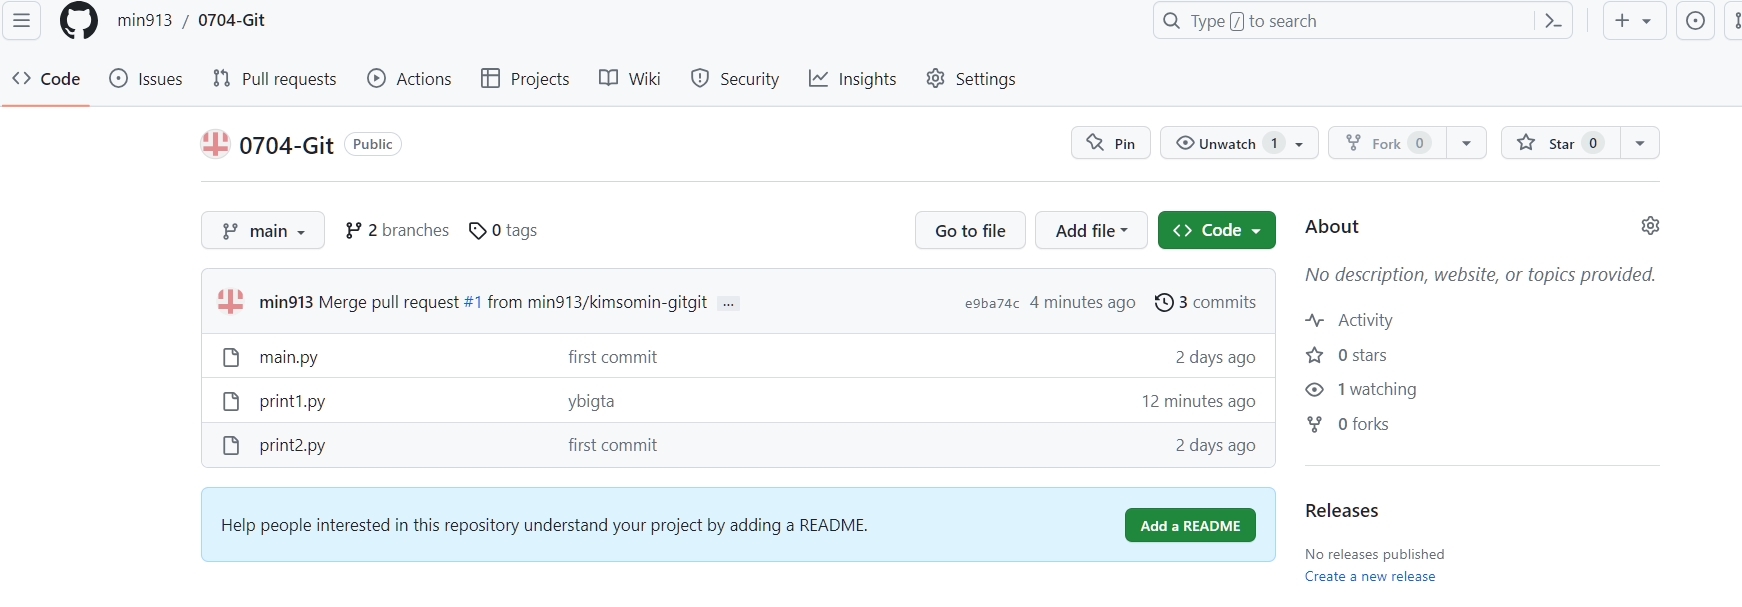 min913 / 0704-Git
Type / to search
Code Issues Pull requests Actions Projects Wiki Security Insights Settings
0704-Git Public
Pin Unwatch 1 Fork 0 Star 0
main 2 branches 0 tags
Go to file Add file Code
min913 Merge pull request #1 from min913/kimsomin-gitgit ... e9ba74c 4 minutes ago 3 commits
main.py first commit 2 days ago
print1.py ybigta 12 minutes ago
print2.py first commit 2 days ago
Help people interested in this repository understand your project by adding a README. Add a README
About
No description, website, or topics provided.
Activity
0 stars
1 watching
0 forks
Releases
No releases published
Create a new release